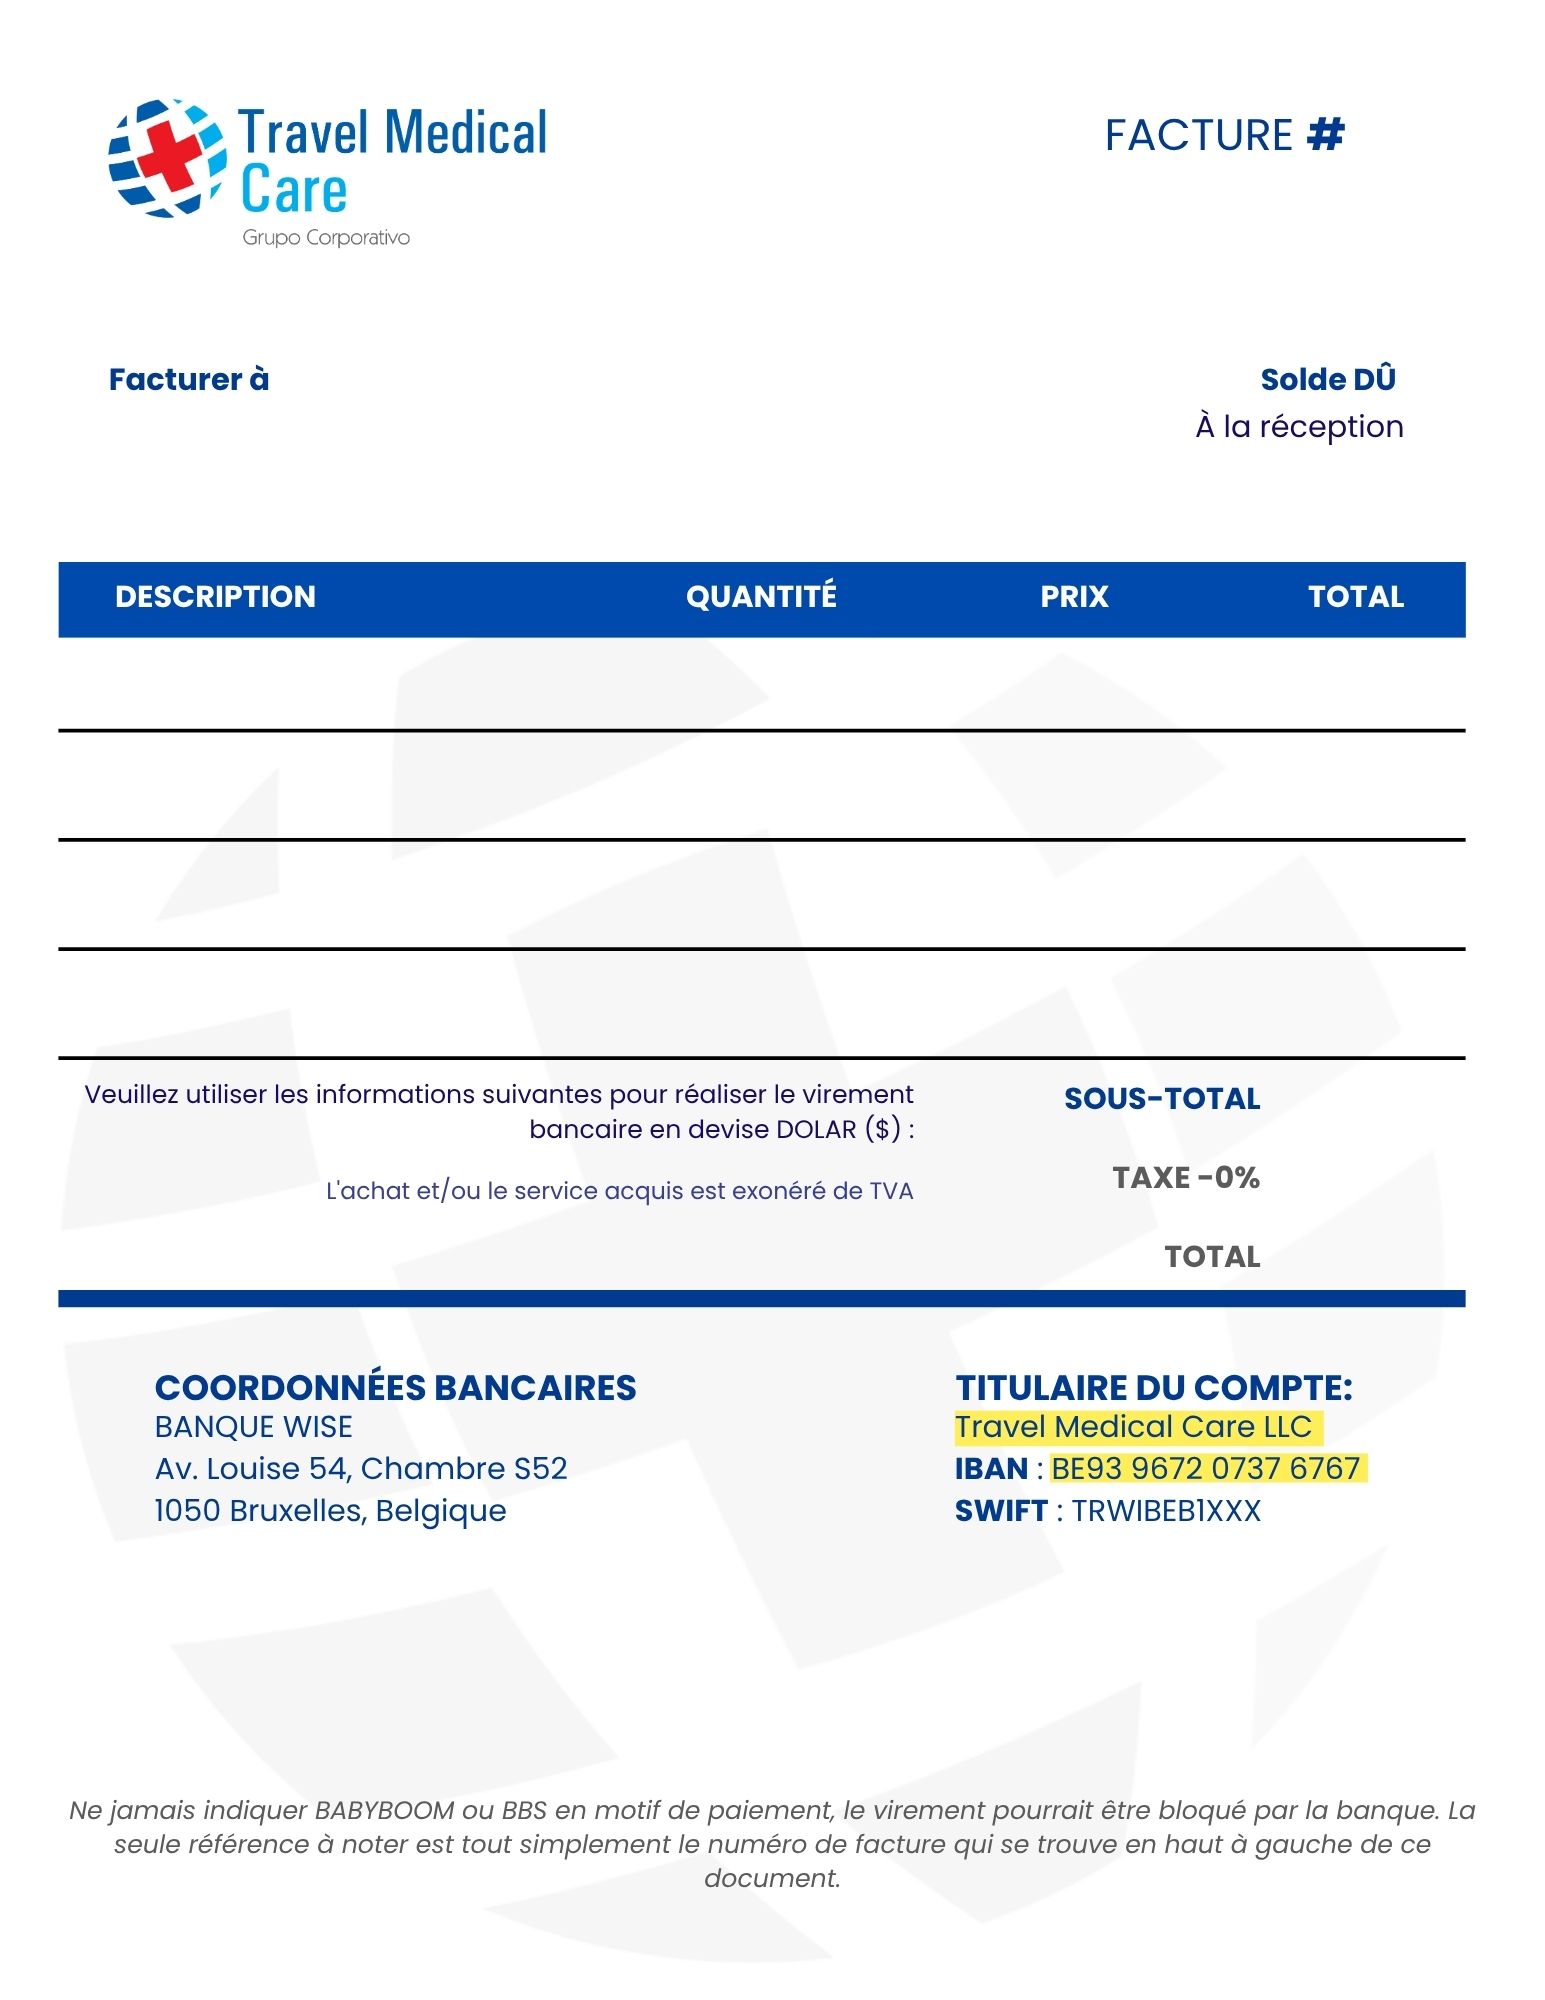 Travel Medical
Care
Grupo Corporativo
FACTURE #
Facturer à
Solde DÛ
À la réception
DESCRIPTION QUANTITÉ PRIX TOTAL
Veuillez utiliser les informations suivantes pour réaliser le virement
bancaire en devise DOLAR ($) :
L'achat et/ou le service acquis est exonéré de TVA
SOUS-TOTAL
TAXE -0%
TOTAL
COORDONNÉES BANCAIRES
BANQUE WISE
Av. Louise 54, Chambre S52
1050 Bruxelles, Belgique
TITULAIRE DU COMPTE:
Travel Medical Care LLC
IBAN : BE93 9672 0737 6767
SWIFT : TRWIBEB1XXX
Ne jamais indiquer BABYBOOM ou BBS en motif de paiement, le virement pourrait être bloqué par la banque. La
seule référence à noter est tout simplement le numéro de facture qui se trouve en haut à gauche de ce
document.